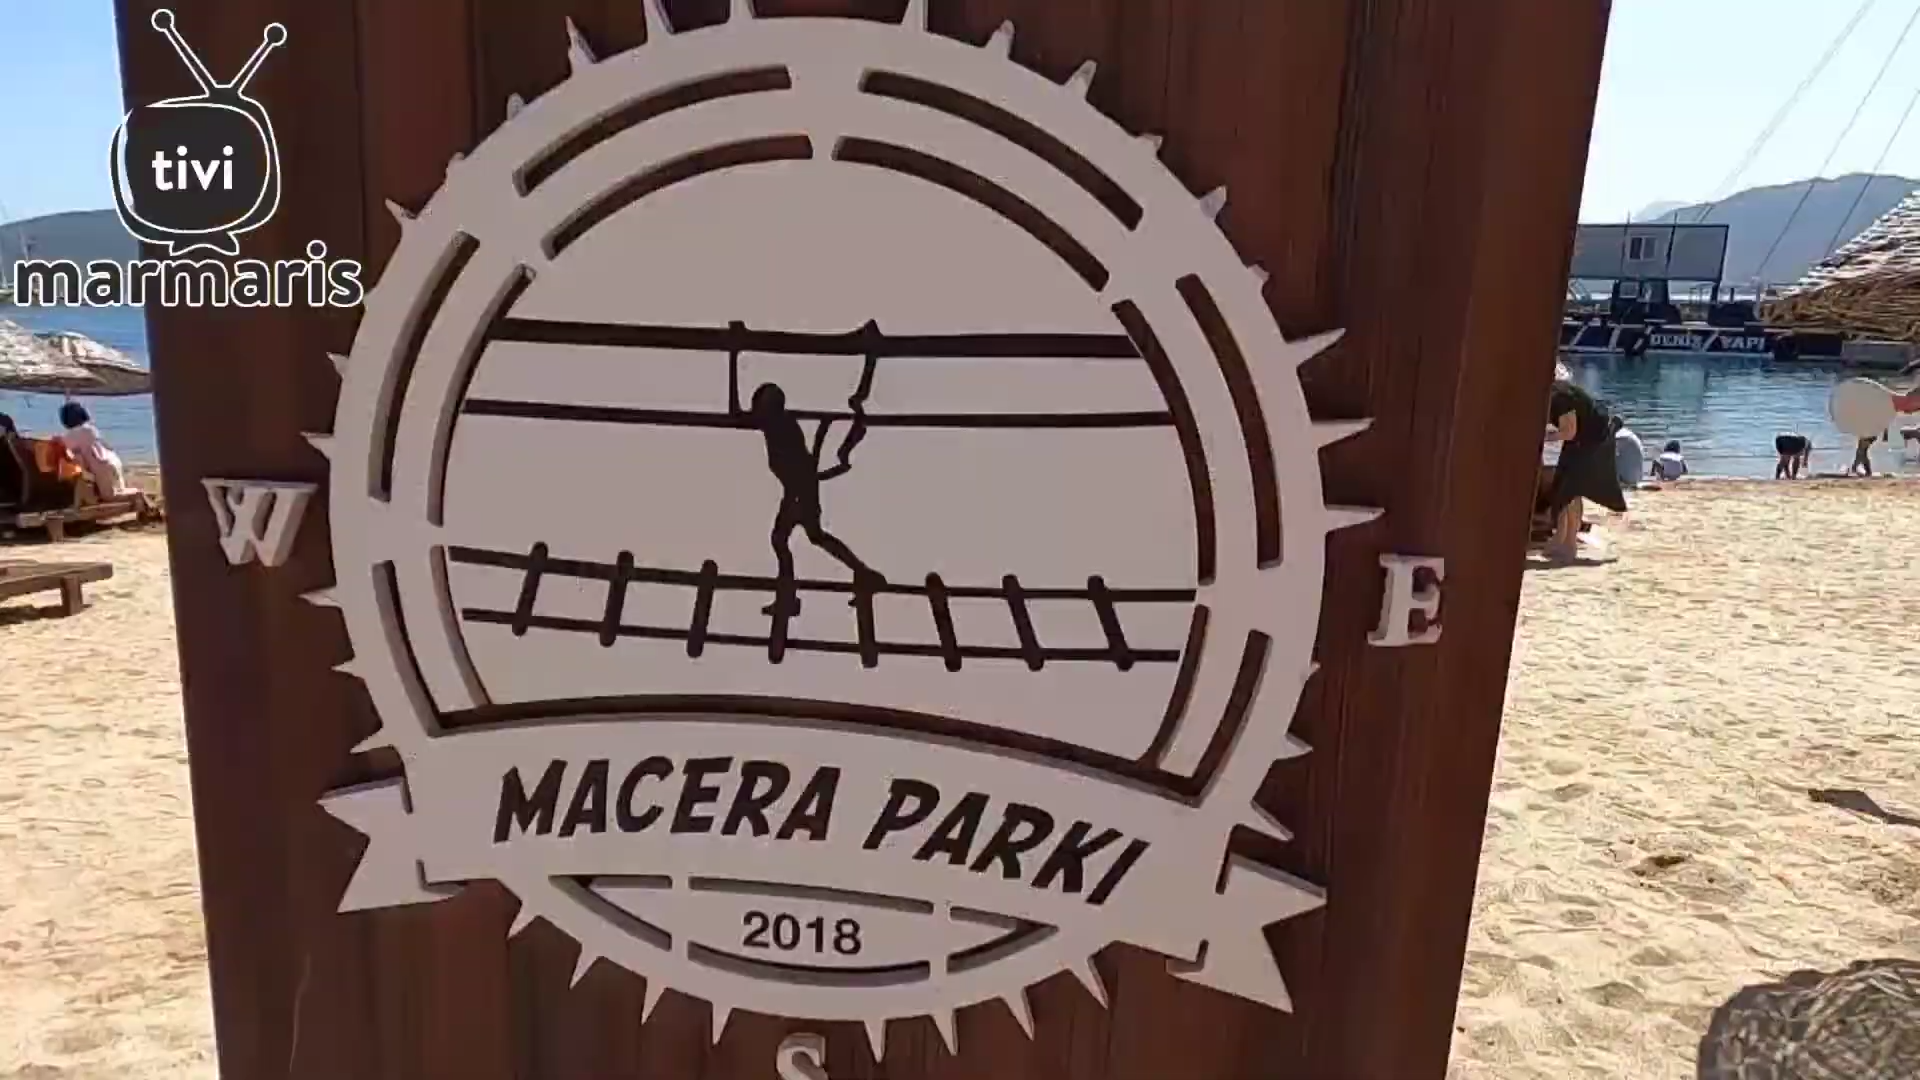 tivi
marmaris
DENİZ YAPI
W
E
MACERA PARKI
2018
S